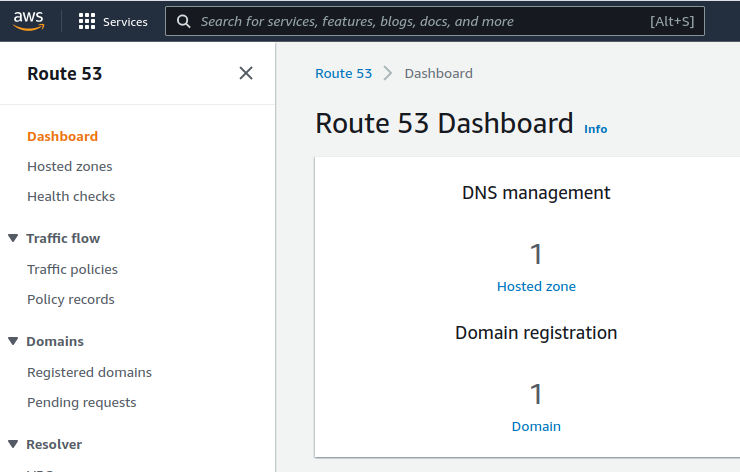 aws
Services
Search for services, features, blogs, docs, and more
[Alt+S]
Route 53
Dashboard
Hosted zones
Health checks
Traffic flow
Traffic policies
Policy records
Domains
Registered domains
Pending requests
Resolver
Route 53 > Dashboard
Route 53 Dashboard Info
DNS management
1
Hosted zone
Domain registration
1
Domain